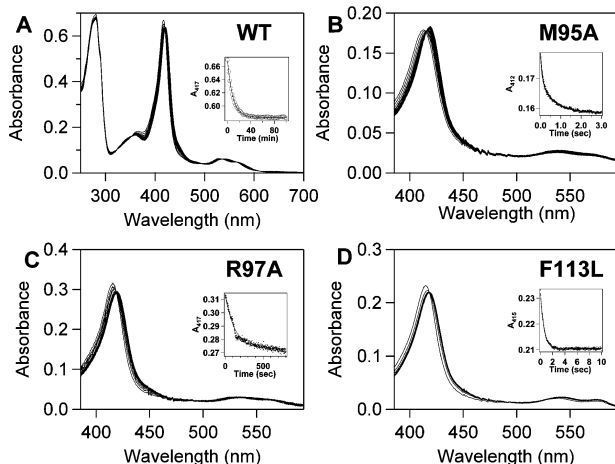 A
WT
Absorbance
0.6
0.4
0.2
0.0
300 400 500 600 700
Wavelength (nm)
A417
0.66
0.64
0.62
0.60
0 40 80
Time (min)
B
M95A
Absorbance
0.20
0.15
0.10
0.05
0.00
400 450 500 550
Wavelength (nm)
A412
0.17
0.16
0.0 1.0 2.0 3.0
Time (sec)
C
R97A
Absorbance
0.4
0.3
0.2
0.1
0.0
400 450 500 550
Wavelength (nm)
A417
0.31
0.30
0.29
0.28
0.27
0 500
Time (sec)
D
F113L
Absorbance
0.3
0.2
0.1
0.0
400 450 500 550
Wavelength (nm)
A415
0.23
0.22
0.21
0 2 4 6 8 10
Time (sec)